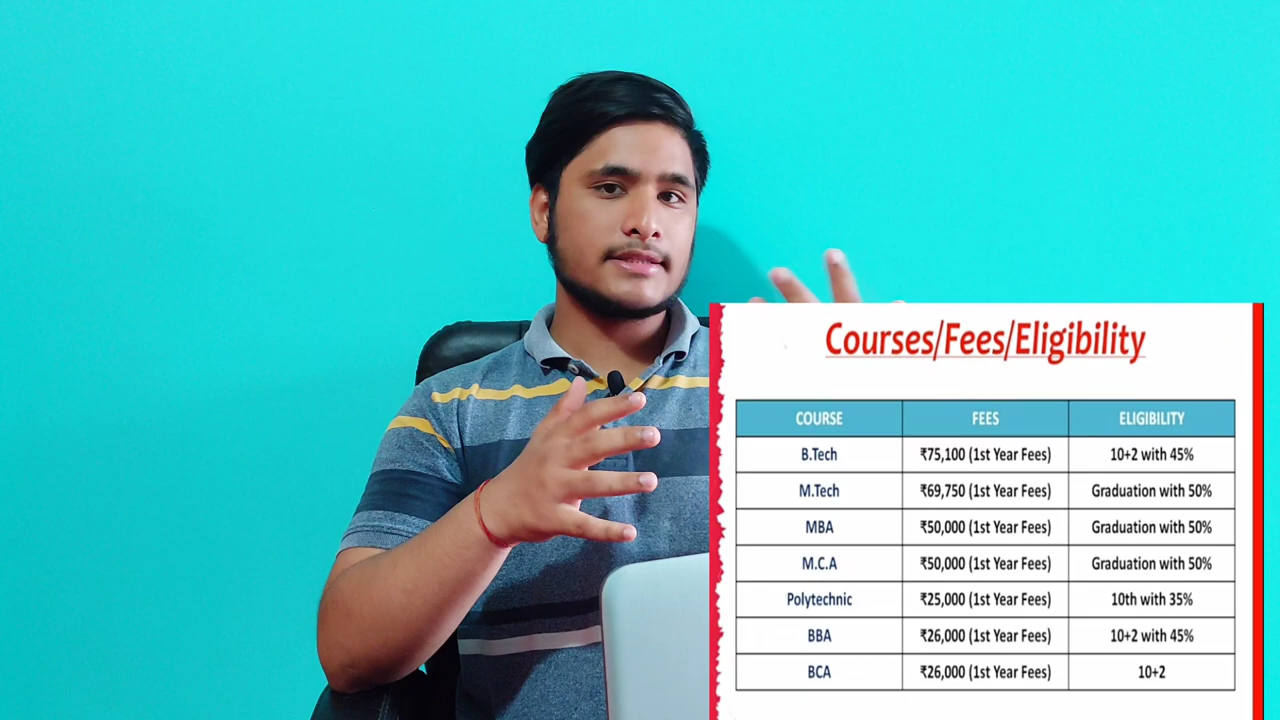 Courses/Fees/Eligibility
COURSE FEES ELIGIBILITY
B.Tech ₹75,100 (1st Year Fees) 10+2 with 45%
M.Tech ₹69,750 (1st Year Fees) Graduation with 50%
MBA ₹50,000 (1st Year Fees) Graduation with 50%
M.C.A ₹50,000 (1st Year Fees) Graduation with 50%
Polytechnic ₹25,000 (1st Year Fees) 10th with 35%
BBA ₹26,000 (1st Year Fees) 10+2 with 45%
BCA ₹26,000 (1st Year Fees) 10+2